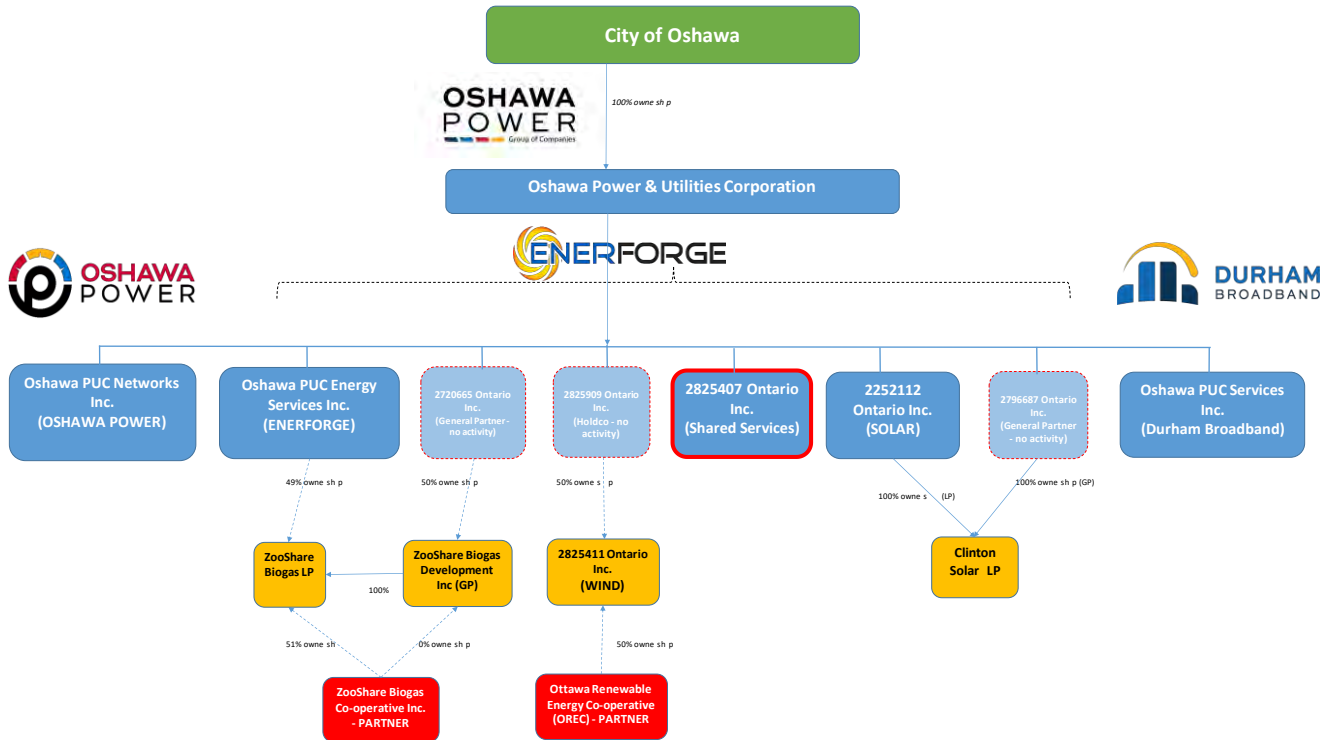 City of Oshawa
OSHAWA
POWER
Group of Companies
100% owne sh p
Oshawa Power & Utilities Corporation
ENERFORGE
OSHAWA
POWER
DURHAM
BROADBAND
Oshawa PUC Networks
Inc.
(OSHAWA POWER)
Oshawa PUC Energy
Services Inc.
(ENERFORGE)
2720665 Ontario
Inc.
(General Partner -
no activity)
2825909 Ontario
Inc.
(Holdco - no
activity)
2825407 Ontario
Inc.
(Shared Services)
2252112
Ontario Inc.
(SOLAR)
2796687 Ontario
Inc.
(General Partner
- no activity)
Oshawa PUC Services
Inc.
(Durham Broadband)
49% owne sh p
50% owne sh p
50% owne s p
100% owne s (LP)
100% owne sh p (GP)
ZooShare
Biogas LP
100%
ZooShare Biogas
Development
Inc (GP)
2825411 Ontario
Inc.
(WIND)
Clinton
Solar LP
51% owne sh
0% owne sh p
50% owne sh p
ZooShare Biogas
Co-operative Inc.
- PARTNER
Ottawa Renewable
Energy Co-operative
(OREC) - PARTNER